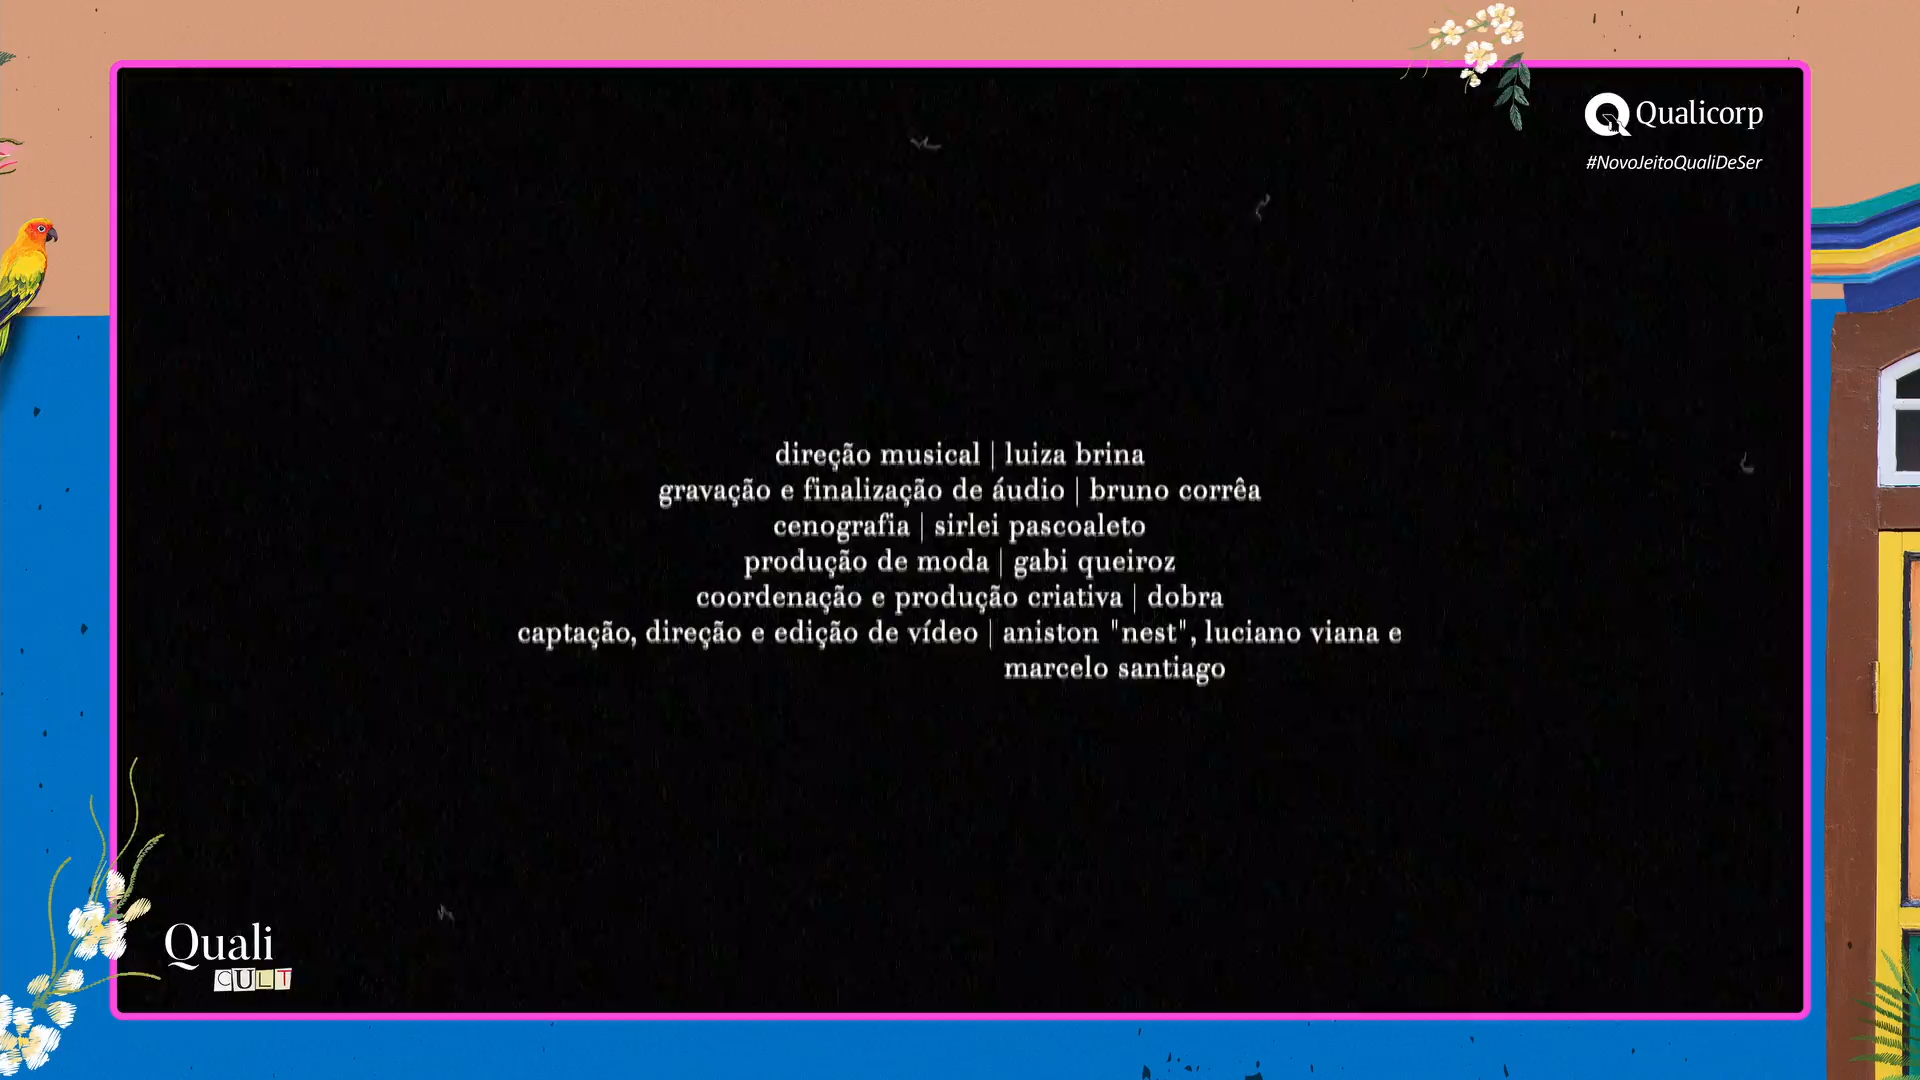 Qualicorp
#NovoJeitoQualiDeSer
direção musical | luiza brina
gravação e finalização de áudio | bruno corrêa
cenografia | sirlei pascoaleto
produção de moda | gabi queiroz
coordenação e produção criativa | dobra
captação, direção e edição de vídeo | aniston "nest", luciano viana e
marcelo santiago
Quali
CULT